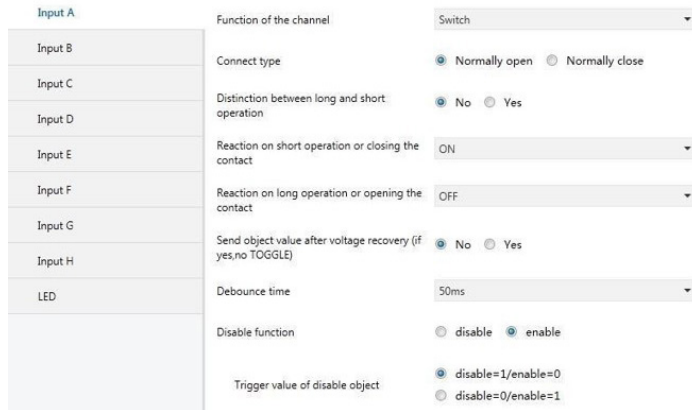 Input A
Input B
Input C
Input D
Input E
Input F
Input G
Input H
LED
Function of the channel
Switch
Connect type
Normally open Normally close
Distinction between long and short
operation
No Yes
Reaction on short operation or closing the
contact
ON
Reaction on long operation or opening the
contact
OFF
Send object value after voltage recovery (if
yes,no TOGGLE)
No Yes
Debounce time
50ms
Disable function
disable enable
Trigger value of disable object
disable=1/enable=0
disable=0/enable=1